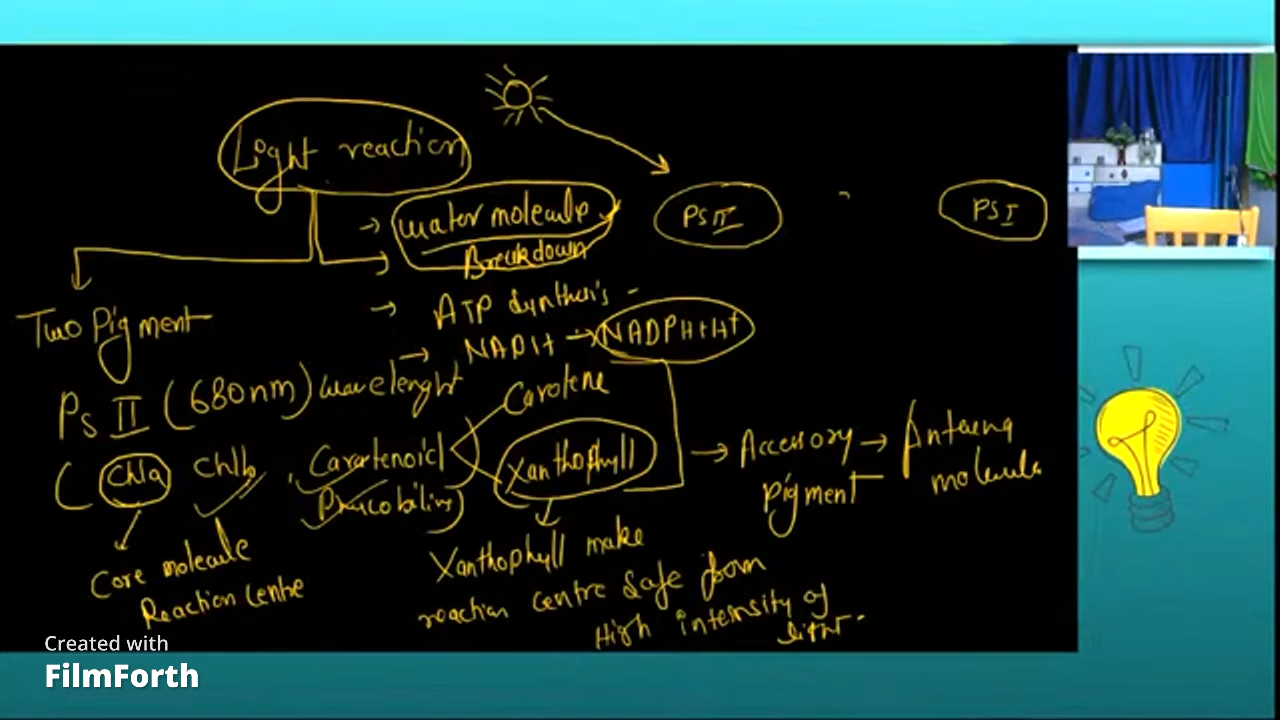 Light reaction
→ water molecule
Breakdown
PS II
PS I
→ ATP synthesis
→ NADH → NADPH+H+
Two Pigment
PS II (680nm) wavelenght
Carotene
( Chla Chlb, Carotenoid
Xanthophyll
Phycobilins)
→ Accessory pigment → Antenna molecule
Core molecule
Reaction Centre
Xanthophyll make
reaction centre safe from
High intensity of
light.
Created with
FilmForth